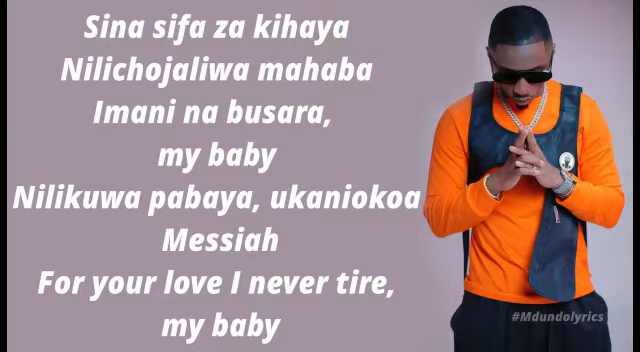 Sina sifa za kihaya
Nilichojaliwa mahaba
Imani na busara,
my baby
Nilikuwa pabaya, ukaniokoa
Messiah
For your love I never tire,
my baby
#Mdundolyrics